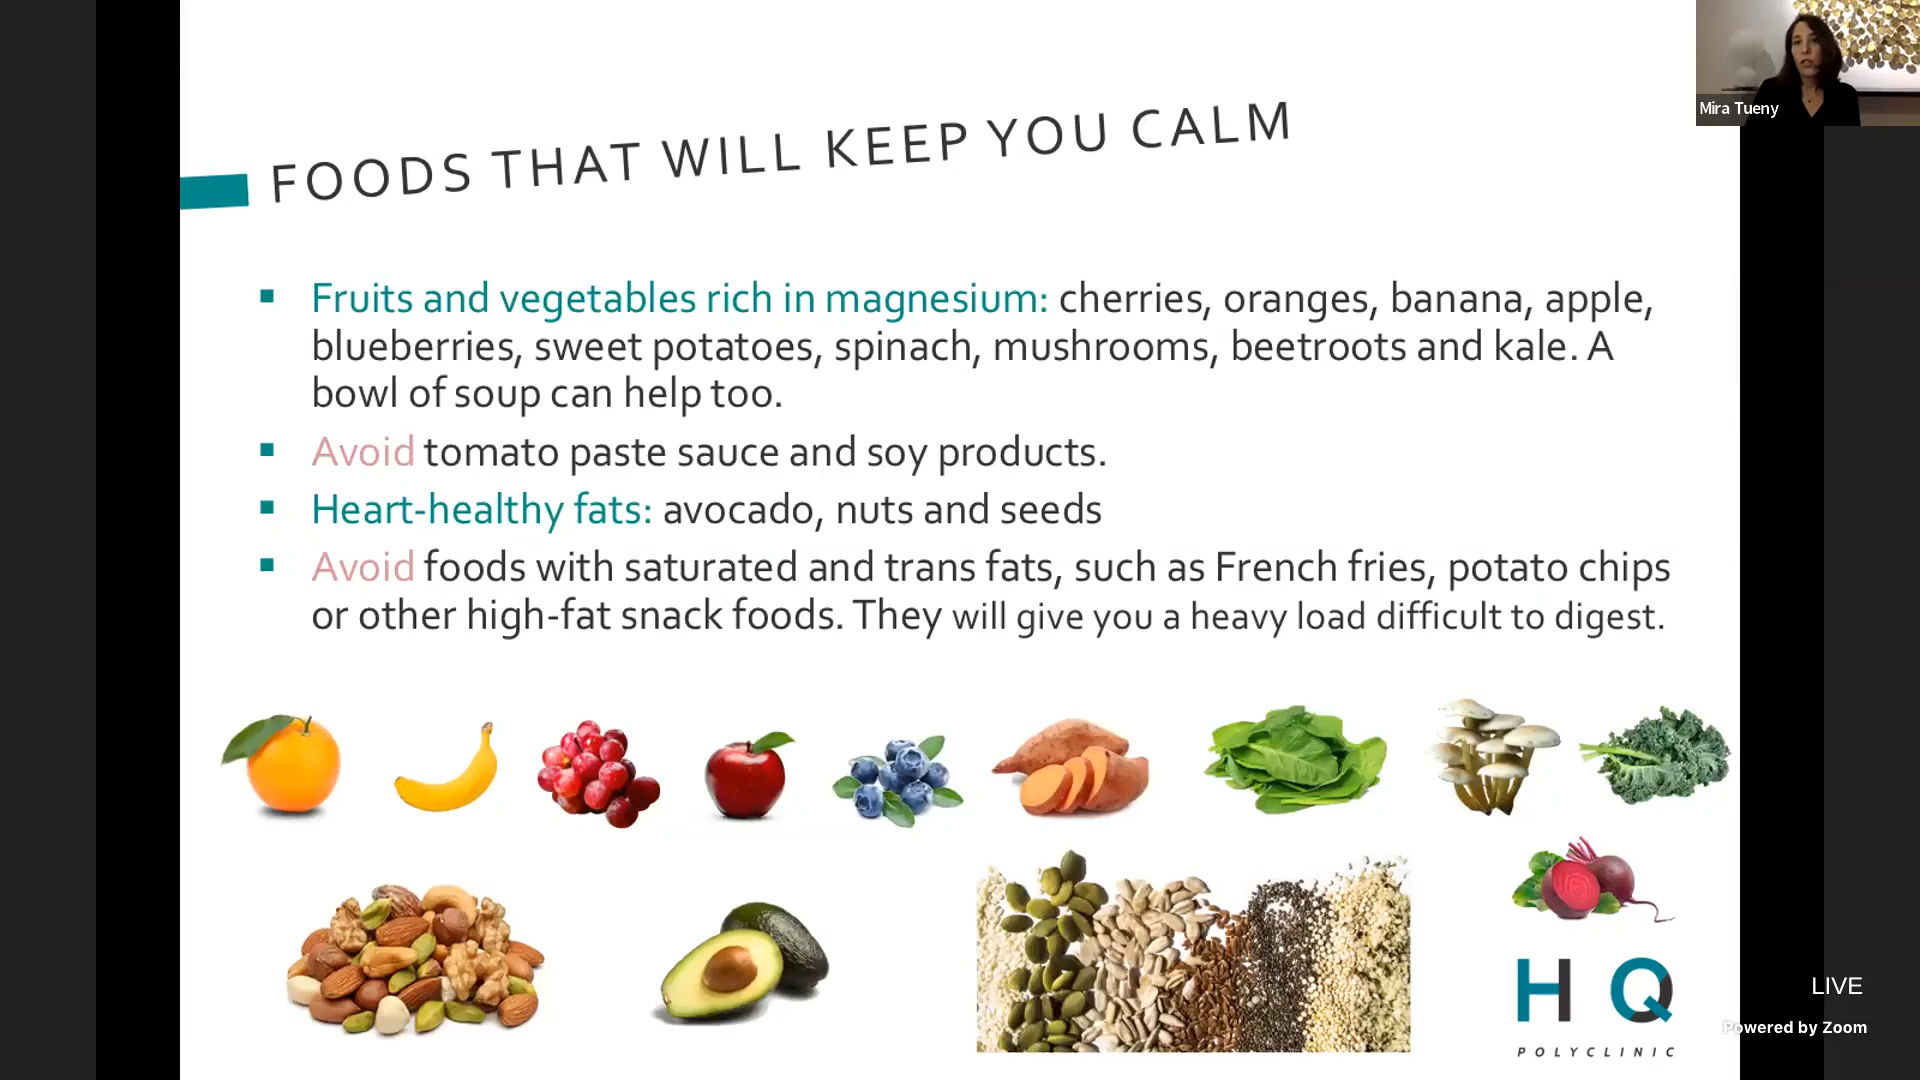 Mira Tueny
FOODS THAT WILL KEEP YOU CALM
▪ Fruits and vegetables rich in magnesium: cherries, oranges, banana, apple,
blueberries, sweet potatoes, spinach, mushrooms, beetroots and kale. A
bowl of soup can help too.
▪ Avoid tomato paste sauce and soy products.
▪ Heart-healthy fats: avocado, nuts and seeds
▪ Avoid foods with saturated and trans fats, such as French fries, potato chips
or other high-fat snack foods. They will give you a heavy load difficult to digest.
HQ
POLYCLINIC
LIVE
Powered by Zoom